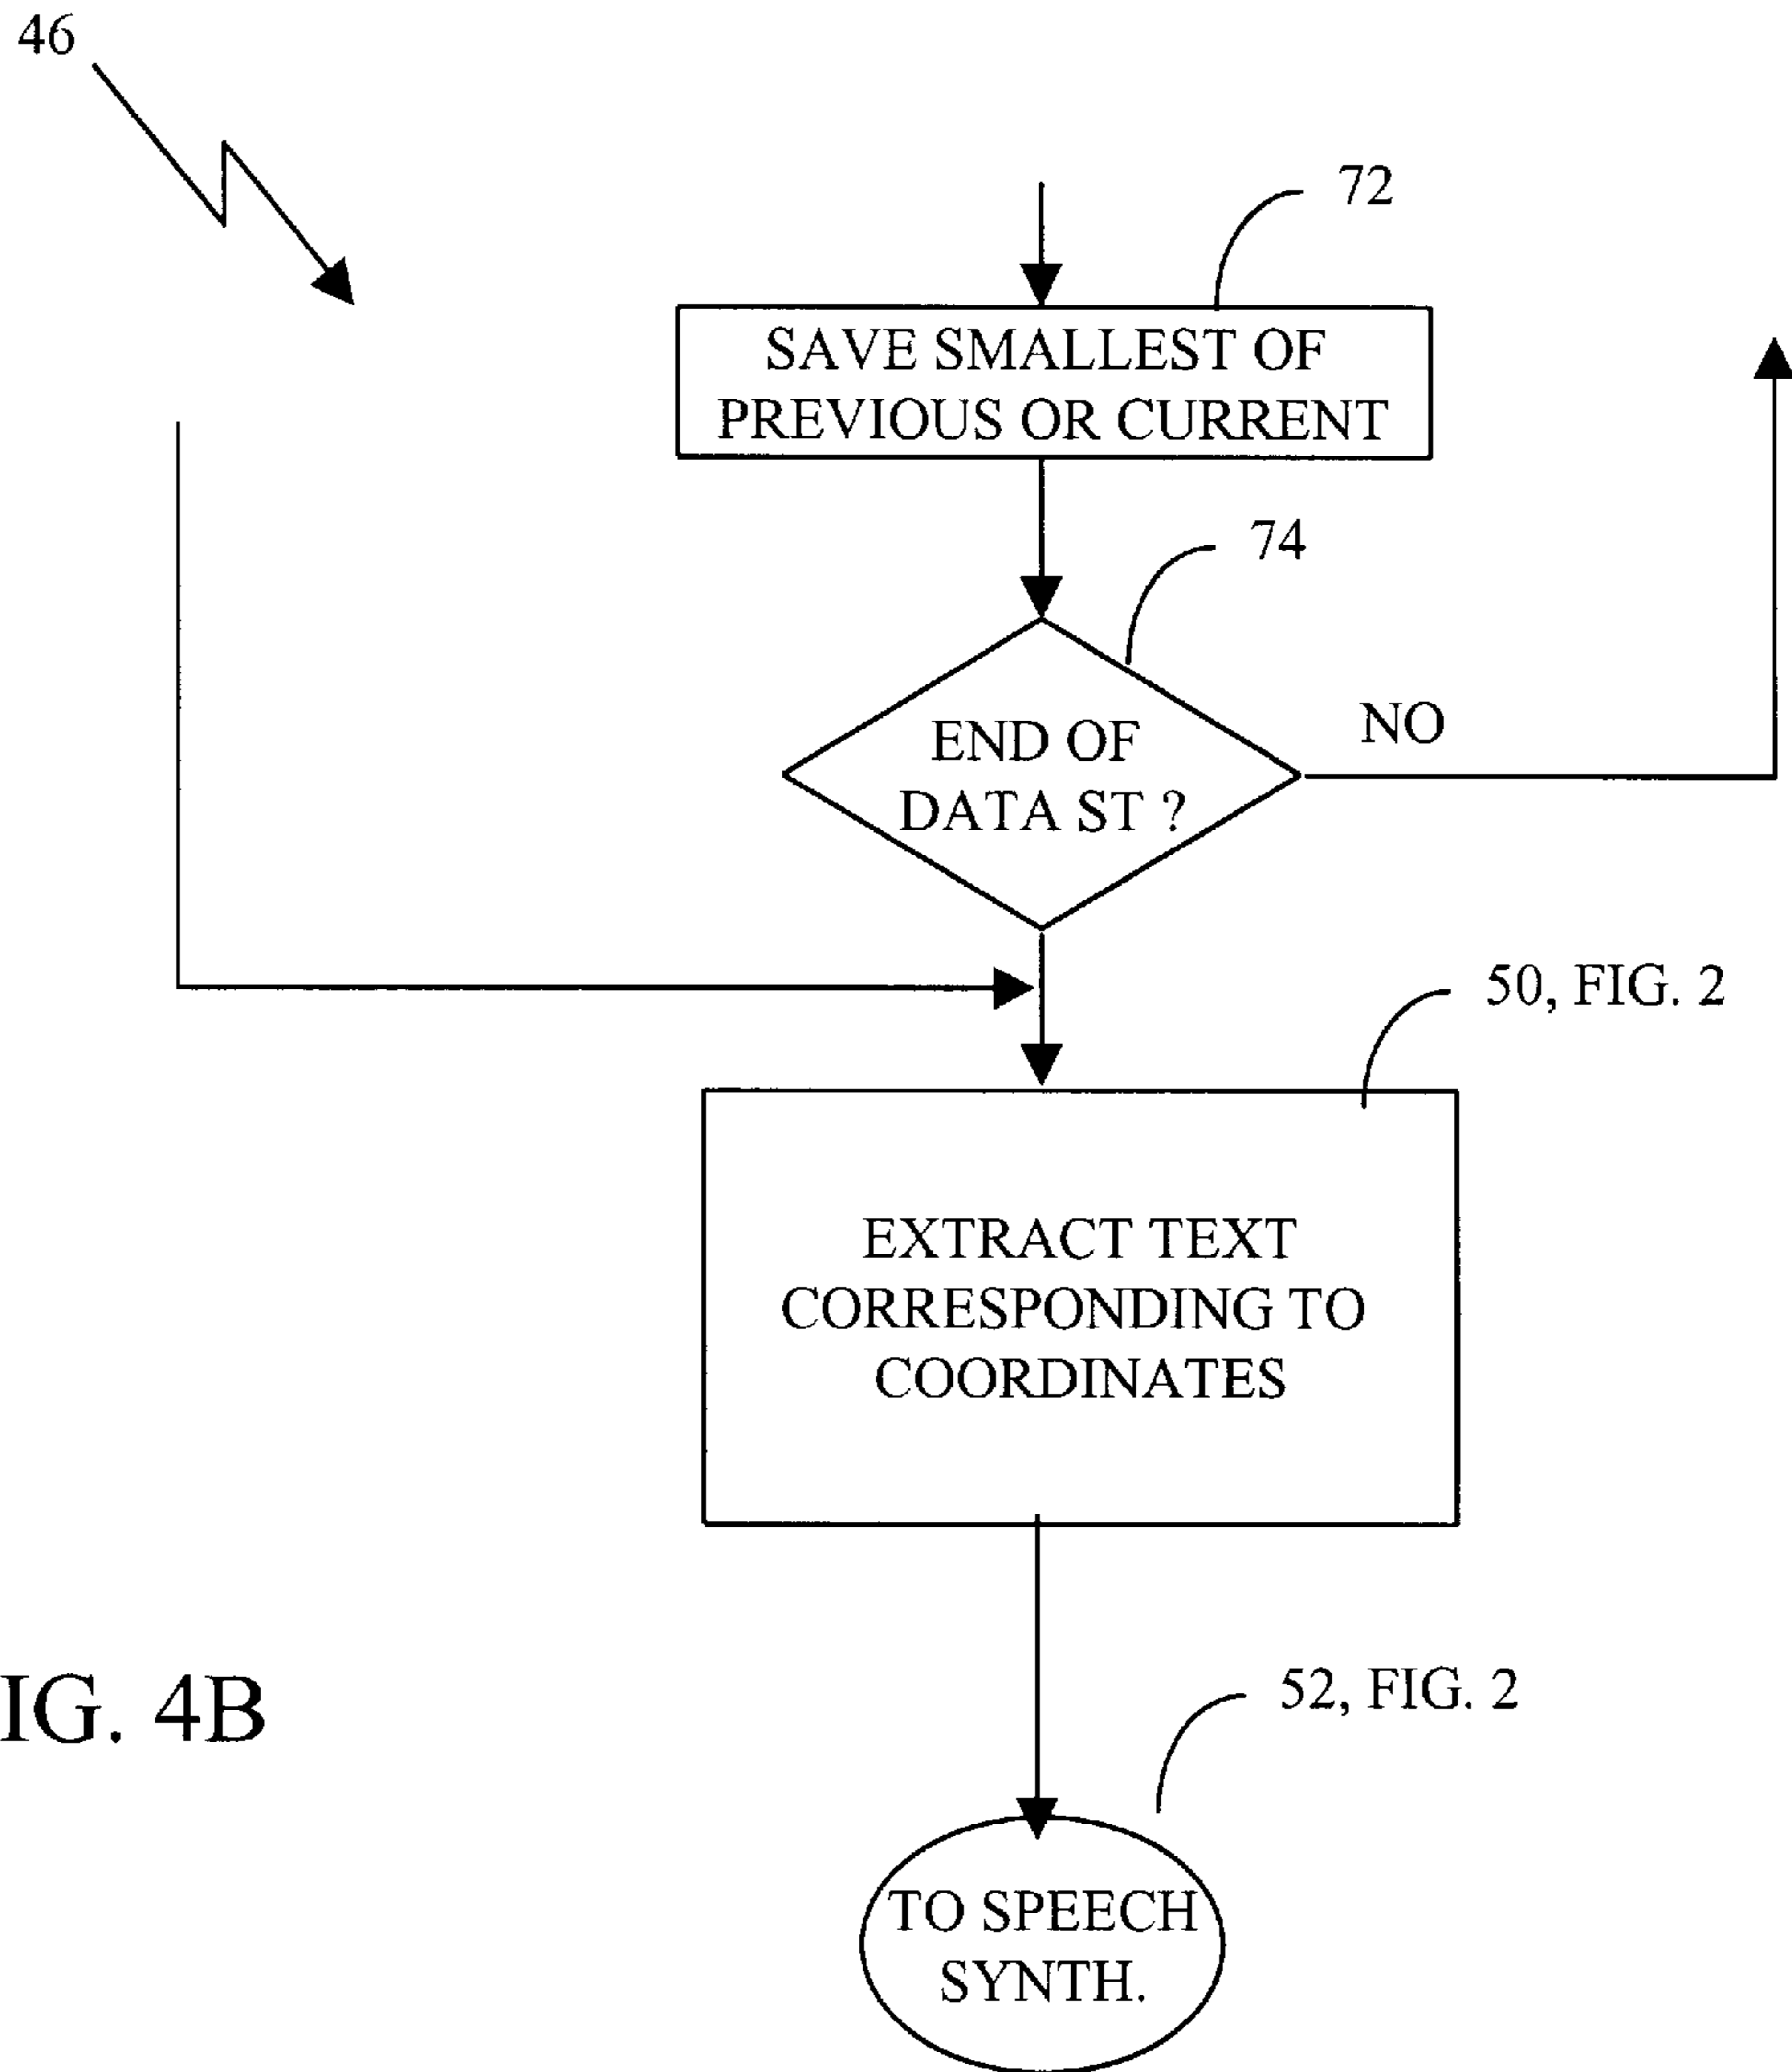 46
72
SAVE SMALLEST OF
PREVIOUS OR CURRENT
74
END OF
DATA ST ?
NO
50, FIG. 2
EXTRACT TEXT
CORRESPONDING TO
COORDINATES
IG. 4B
52, FIG. 2
TO SPEECH
SYNTH.